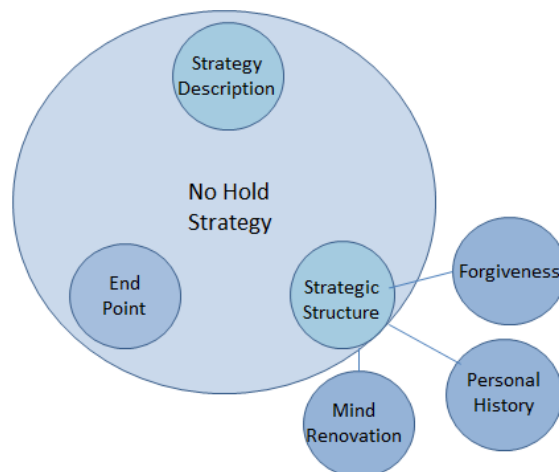 Strategy
Description
No Hold
Strategy
End
Point
Strategic
Structure
Forgiveness
Personal
History
Mind
Renovation